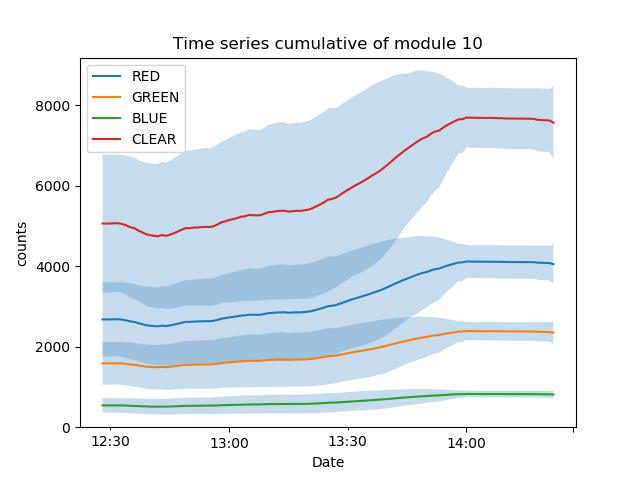 Time series cumulative of module 10
RED
GREEN
BLUE
CLEAR
8000
6000
4000
2000
0
counts
12:30
13:00
13:30
14:00
Date